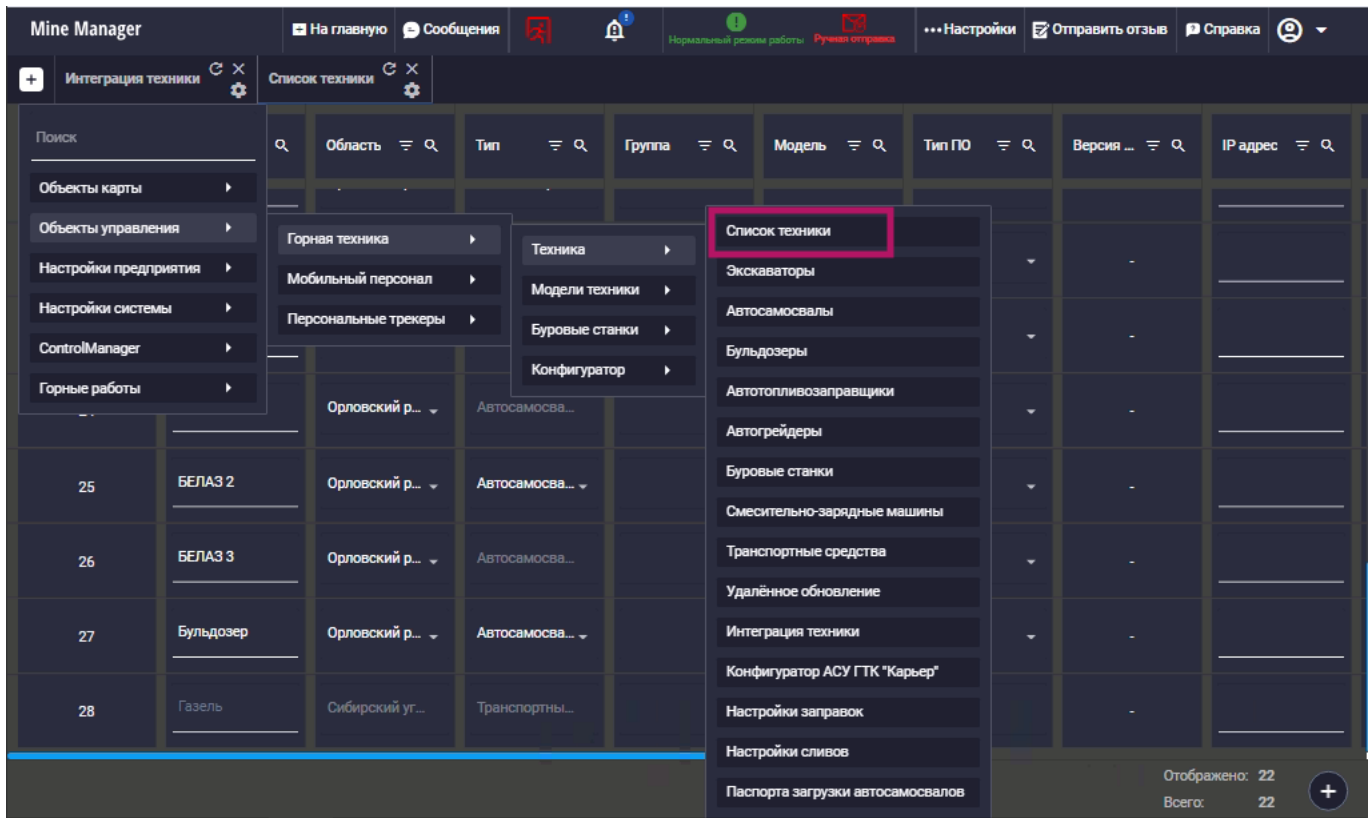 Mine Manager
На главную
Сообщения
Нормальный режим работы
Ручная отправка
Настройки
Отправить отзыв
Справка
Интеграция техники
Список техники
Поиск
Область
Тип
Группа
Модель
Тип ПО
Версия ...
IP адрес
Объекты карты
Объекты управления
Настройки предприятия
Настройки системы
ControlManager
Горные работы
Горная техника
Мобильный персонал
Персональные трекеры
Техника
Модели техники
Буровые станки
Конфигуратор
Список техники
Экскаваторы
Автосамосвалы
Бульдозеры
Автотопливозаправщики
Автогрейдеры
Буровые станки
Смесительно-зарядные машины
Транспортные средства
Удалённое обновление
Интеграция техники
Конфигуратор АСУ ГТК "Карьер"
Настройки заправок
Настройки сливов
Паспорта загрузки автосамосвалов
-
-
Орловский р... Автосамосва... -
25 БЕЛАЗ 2 Орловский р... Автосамосва... -
26 БЕЛАЗ 3 Орловский р... Автосамосва... -
27 Бульдозер Орловский р... Автосамосва... -
28 Газель Сибирский уг... Транспортны... -
Отображено: 22
Всего: 22